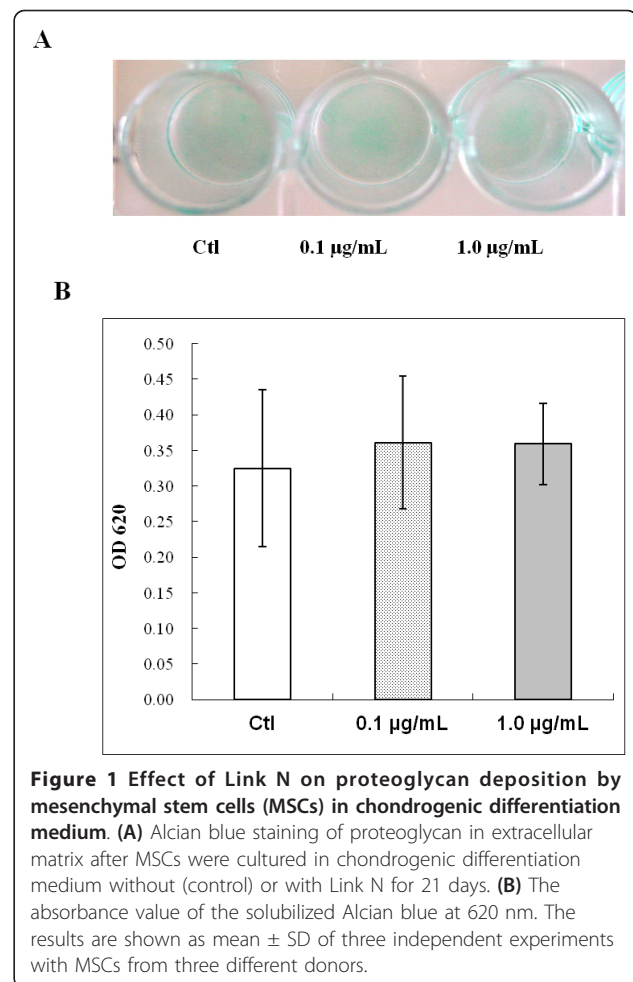 A
Ctl 0.1 µg/mL 1.0 µg/mL
B
0.50
0.45
0.40
0.35
0.30
0.25
0.20
0.15
0.10
0.05
0.00
OD 620
Ctl 0.1 µg/mL 1.0 µg/mL
Figure 1 Effect of Link N on proteoglycan deposition by
mesenchymal stem cells (MSCs) in chondrogenic differentiation
medium. (A) Alcian blue staining of proteoglycan in extracellular
matrix after MSCs were cultured in chondrogenic differentiation
medium without (control) or with Link N for 21 days. (B) The
absorbance value of the solubilized Alcian blue at 620 nm. The
results are shown as mean ± SD of three independent experiments
with MSCs from three different donors.